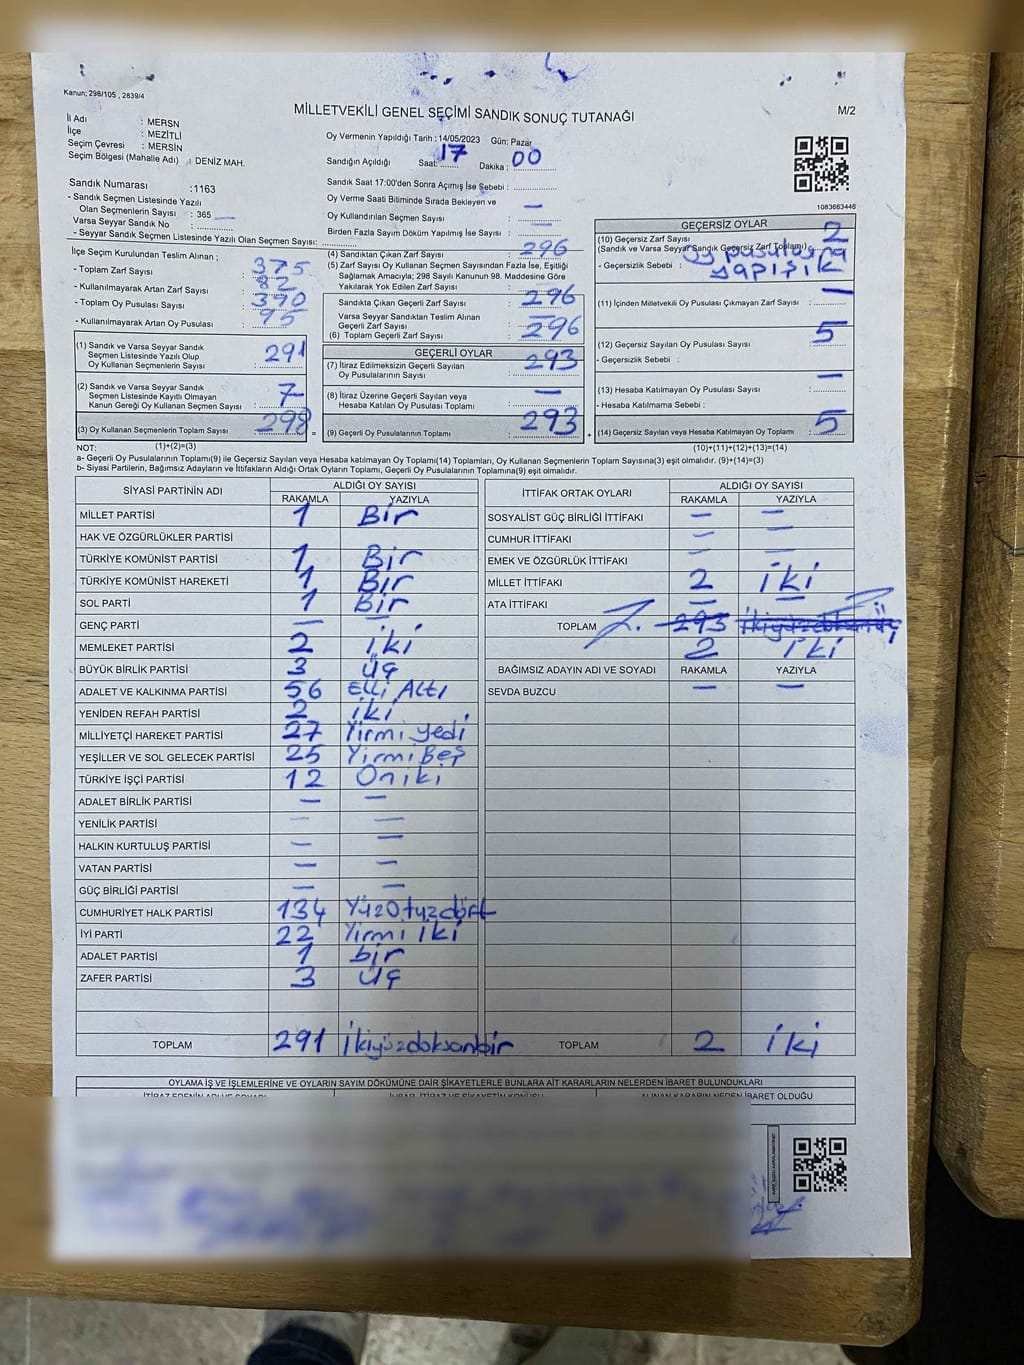 Kanun; 298/105 , 2839/4
MİLLETVEKİLİ GENEL SEÇİMİ SANDIK SONUÇ TUTANAĞI
M/2
İl Adı : MERSN
İlçe : MEZİTLİ
Seçim Çevresi : MERSİN
Seçim Bölgesi (Mahalle Adı) : DENİZ MAH.
Oy Vermenin Yapıldığı Tarih : 14/05/2023 Gün: Pazar
Sandığın Açıldığı Saat: 17 Dakika : 00
Sandık Saat 17:00'den Sonra Açımış İse Sebebi :
Oy Verme Saati Bitiminde Sırada Bekleyen ve
Oy Kullandırılan Seçmen Sayısı : —
Birden Fazla Sayım Döküm Yapılmış İse Sayısı : —
1083663446
Sandık Numarası : 1163
- Sandık Seçmen Listesinde Yazılı
Olan Seçmenlerin Sayısı : 365
Varsa Seyyar Sandık No :
- Seyyar Sandık Seçmen Listesinde Yazılı Olan Seçmen Sayısı:
İlçe Seçim Kurulundan Teslim Alınan ;
- Toplam Zarf Sayısı : 375
- Kullanılmayarak Artan Zarf Sayısı : 82
- Toplam Oy Pusulası Sayısı : 370
- Kullanılmayarak Artan Oy Pusulası : 95
(1) Sandık ve Varsa Seyyar Sandık
Seçmen Listesinde Yazılı Olup
Oy Kullanan Seçmenlerin Sayısı : 291
(2) Sandık ve Varsa Seyyar Sandık
Seçmen Listesinde Kayıtlı Olmayan
Kanun Gereği Oy Kullanan Seçmen Sayısı : 7
(3) Oy Kullanan Seçmenlerin Toplam Sayısı : 298
(4) Sandıktan Çıkan Zarf Sayısı : 296
(5) Zarf Sayısı Oy Kullanan Seçmen Sayısından Fazla İse, Eşitliği
Sağlamak Amacıyla; 298 Sayılı Kanunun 98. Maddesine Göre
Yakılarak Yok Edilen Zarf Sayısı :
Sandıkta Çıkan Geçerli Zarf Sayısı : 296
Varsa Seyyar Sandıktan Teslim Alınan
Geçerli Zarf Sayısı : —
(6) Toplam Geçerli Zarf Sayısı : 296
GEÇERLİ OYLAR
(7) İtiraz Edilmeksizin Geçerli Sayılan
Oy Pusulalarının Sayısı : 293
(8) İtiraz Üzerine Geçerli Sayılan veya
Hesaba Katılan Oy Pusulası Toplamı : —
(9) Geçerli Oy Pusulalarının Toplamı : 293
GEÇERSİZ OYLAR
(10) Geçersiz Zarf Sayısı : 2
(Sandık ve Varsa Seyyar Sandık Geçersiz Zarf Toplamı)
- Geçersizlik Sebebi : oy pusulasına yapışık
(11) İçinden Milletvekili Oy Pusulası Çıkmayan Zarf Sayısı : —
(12) Geçersiz Sayılan Oy Pusulası Sayısı : 5
- Geçersizlik Sebebi :
(13) Hesaba Katılmayan Oy Pusulası Sayısı : —
- Hesaba Katılmama Sebebi :
(14) Geçersiz Sayılan veya Hesaba Katılmayan Oy Toplamı : 5
NOT: (1)+(2)=(3) (10)+(11)+(12)+(13)=(14)
a- Geçerli Oy Pusulalarının Toplamı(9) ile Geçersiz Sayılan veya Hesaba katılmayan Oy Toplamı(14) Toplamları, Oy Kullanan Seçmenlerin Toplam Sayısına(3) eşit olmalıdır. (9)+(14)=(3)
b- Siyasi Partilerin, Bağımsız Adayların ve İttifakların Aldığı Ortak Oyların Toplamı, Geçerli Oy Pusulalarının Toplamına(9) eşit olmalıdır.
SİYASİ PARTİNİN ADI ALDIĞI OY SAYISI
RAKAMLA YAZIYLA
MİLLET PARTİSİ 1 Bir
HAK VE ÖZGÜRLÜKLER PARTİSİ
TÜRKİYE KOMÜNİST PARTİSİ 1 Bir
TÜRKİYE KOMÜNİST HAREKETİ 1 Bir
SOL PARTİ 1 Bir
GENÇ PARTİ — —
MEMLEKET PARTİSİ 2 iki
BÜYÜK BİRLİK PARTİSİ 3 üç
ADALET VE KALKINMA PARTİSİ 56 Elli Altı
YENİDEN REFAH PARTİSİ 2 iki
MİLLİYETÇİ HAREKET PARTİSİ 27 Yirmi yedi
YEŞİLLER VE SOL GELECEK PARTİSİ 25 Yirmi Beş
TÜRKİYE İŞÇİ PARTİSİ 12 On iki
ADALET BİRLİK PARTİSİ — —
YENİLİK PARTİSİ — —
HALKIN KURTULUŞ PARTİSİ — —
VATAN PARTİSİ — —
GÜÇ BİRLİĞİ PARTİSİ — —
CUMHURİYET HALK PARTİSİ 134 Yüz Otuz dört
İYİ PARTİ 22 Yirmi iki
ADALET PARTİSİ 1 bir
ZAFER PARTİSİ 3 Üç
TOPLAM 291 ikiyüzdoksanbir
İTTİFAK ORTAK OYLARI ALDIĞI OY SAYISI
RAKAMLA YAZIYLA
SOSYALİST GÜÇ BİRLİĞİ İTTİFAKI — —
CUMHUR İTTİFAKI — —
EMEK VE ÖZGÜRLÜK İTTİFAKI — —
MİLLET İTTİFAKI 2 iki
ATA İTTİFAKI — —
TOPLAM 293 ikiyüzdoksanüç
2 iki
BAĞIMSIZ ADAYIN ADI VE SOYADI RAKAMLA YAZIYLA
SEVDA BUZCU — —
TOPLAM 2 iki
OYLAMA İŞ VE İŞLEMLERİNE VE OYLARIN SAYIM DÖKÜMÜNE DAİR ŞİKAYETLERLE BUNLARA AİT KARARLARIN NELERDEN İBARET BULUNDUKLARI
İTİRAZ EDENİN ADI VE SOYADI
ALINAN KARARIN NEDEN İBARET OLDUĞU